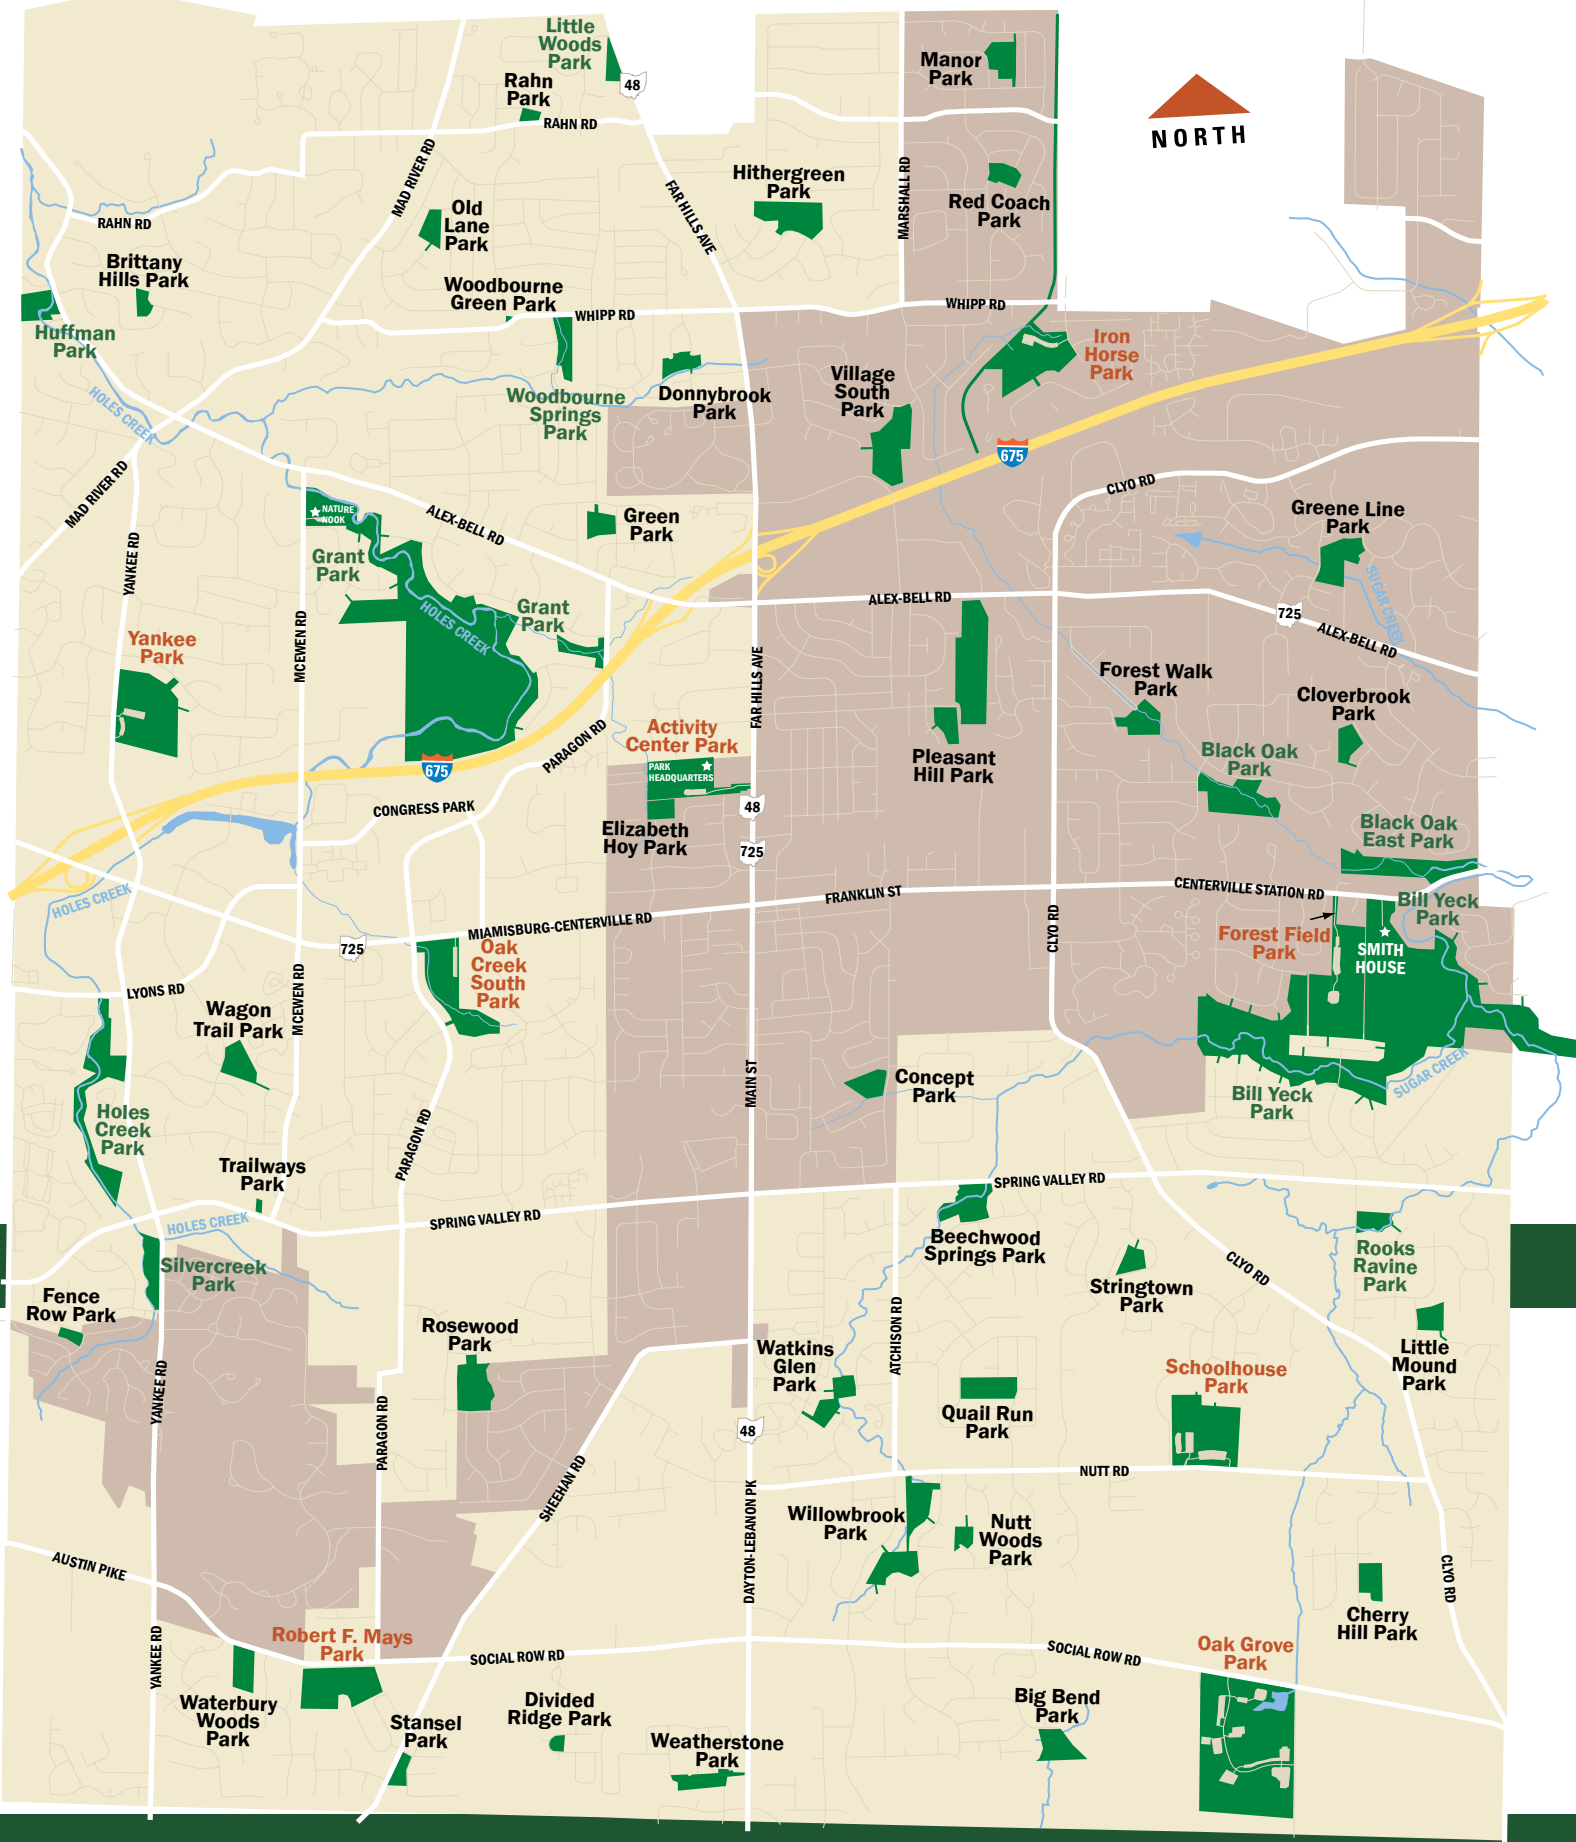 Little
Woods
Park
48
Rahn
Park
RAHN RD
Manor
Park
NORTH
MAD RIVER RD
FAR HILLS AVE
Hithergreen
Park
MARSHALL RD
Red Coach
Park
Old
Lane
Park
RAHN RD
Brittany
Hills Park
Woodbourne
Green Park
WHIPP RD
WHIPP RD
Huffman
Park
Iron
Horse
Park
HOLES CREEK
Woodbourne
Springs
Park
Donnybrook
Park
Village
South
Park
675
MAD RIVER RD
CLYO RD
NATURE
NOOK
ALEX-BELL RD
Green
Park
Greene Line
Park
YANKEE RD
Grant
Park
HOLES CREEK
Grant
Park
ALEX-BELL RD
SUGAR CREEK
725
ALEX-BELL RD
MCEWEN RD
Yankee
Park
FAR HILLS AVE
Forest Walk
Park
Cloverbrook
Park
Activity
Center Park
PARAGON RD
PARK
HEADQUARTERS
675
Pleasant
Hill Park
Black Oak
Park
CONGRESS PARK
48
Elizabeth
Hoy Park
725
Black Oak
East Park
HOLES CREEK
FRANKLIN ST
CENTERVILLE STATION RD
Bill Yeck
Park
MIAMISBURG-CENTERVILLE RD
725
CLYO RD
Forest Field
Park
SMITH
HOUSE
Oak
Creek
South
Park
LYONS RD
MCEWEN RD
Wagon
Trail Park
MAIN ST
Concept
Park
SUGAR CREEK
Bill Yeck
Park
Holes
Creek
Park
PARAGON RD
Trailways
Park
SPRING VALLEY RD
SPRING VALLEY RD
HOLES CREEK
Beechwood
Springs Park
Silvercreek
Park
Stringtown
Park
CLYO RD
Rooks
Ravine
Park
Fence
Row Park
Rosewood
Park
ATCHISON RD
Watkins
Glen
Park
Little
Mound
Park
YANKEE RD
PARAGON RD
Schoolhouse
Park
Quail Run
Park
48
NUTT RD
SHEEHAN RD
DAYTON-LEBANON PK
Willowbrook
Park
Nutt
Woods
Park
AUSTIN PIKE
CLYO RD
Cherry
Hill Park
Robert F. Mays
Park
YANKEE RD
SOCIAL ROW RD
SOCIAL ROW RD
Oak Grove
Park
Waterbury
Woods
Park
Stansel
Park
Divided
Ridge Park
Weatherstone
Park
Big Bend
Park